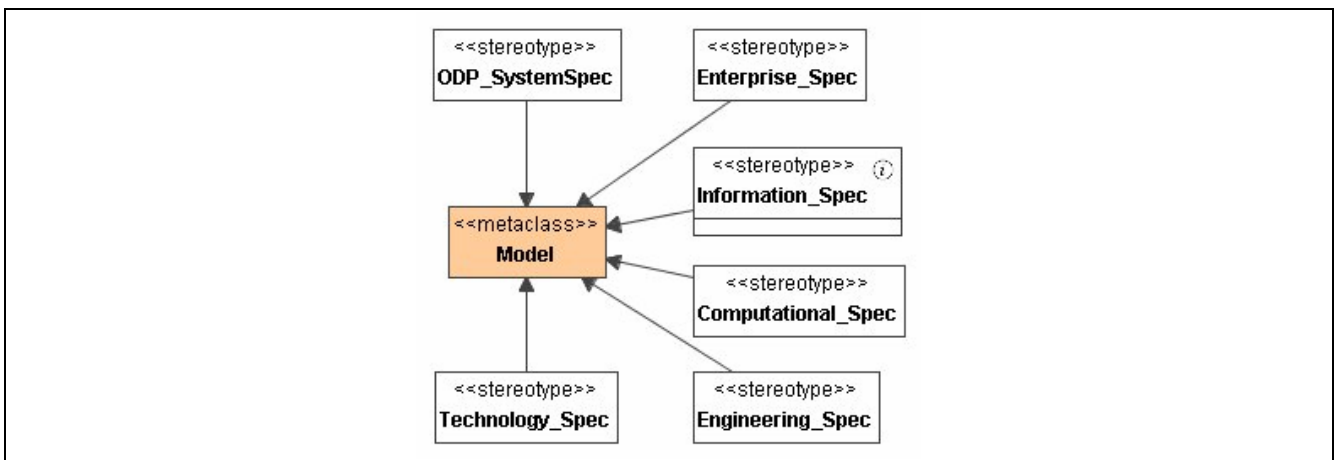 <<stereotype>>
ODP_SystemSpec
<<stereotype>>
Enterprise_Spec
<<stereotype>>
i
Information_Spec
<<metaclass>>
Model
<<stereotype>>
Computational_Spec
<<stereotype>>
Technology_Spec
<<stereotype>>
Engineering_Spec